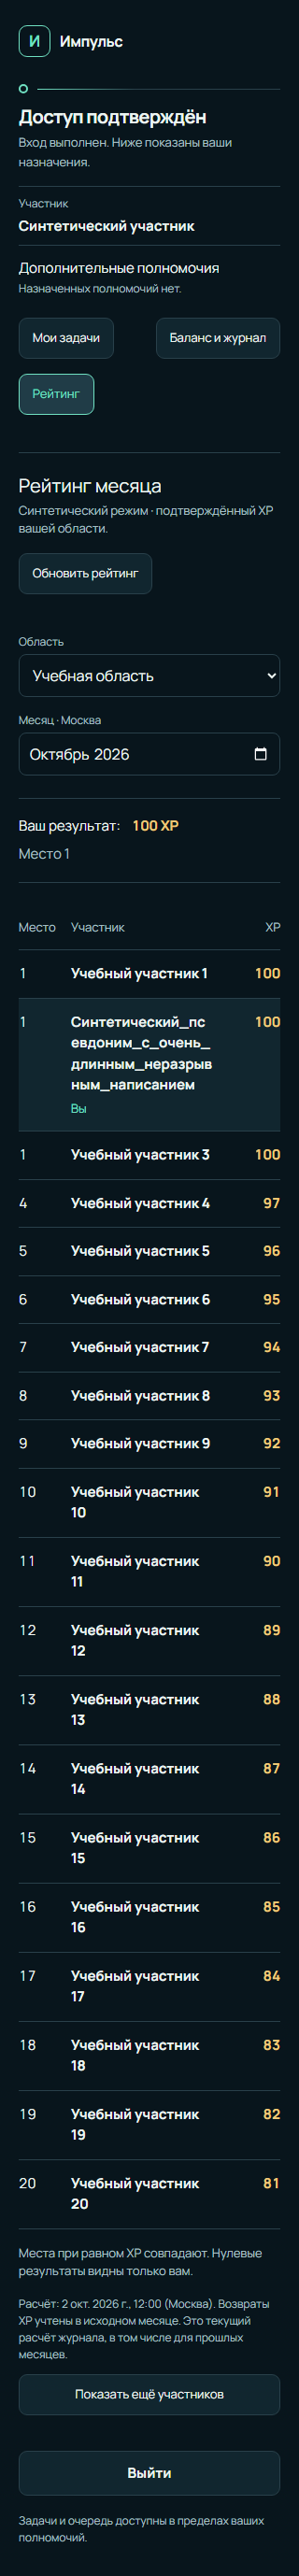 И Импульс
Доступ подтверждён
Вход выполнен. Ниже показаны ваши
назначения.
Участник
Синтетический участник
Дополнительные полномочия
Назначенных полномочий нет.
Мои задачи Баланс и журнал
Рейтинг
Рейтинг месяца
Синтетический режим · подтверждённый XP
вашей области.
Обновить рейтинг
Область
Учебная область
Месяц · Москва
Октябрь 2026
Ваш результат: 100 XP
Место 1
Место Участник XP
1 Учебный участник 1 100
1 Синтетический_пс 100
евдоним_с_очень_
длинным_неразрыв
ным_написанием
Вы
1 Учебный участник 3 100
4 Учебный участник 4 97
5 Учебный участник 5 96
6 Учебный участник 6 95
7 Учебный участник 7 94
8 Учебный участник 8 93
9 Учебный участник 9 92
10 Учебный участник 91
10
11 Учебный участник 90
11
12 Учебный участник 89
12
13 Учебный участник 88
13
14 Учебный участник 87
14
15 Учебный участник 86
15
16 Учебный участник 85
16
17 Учебный участник 84
17
18 Учебный участник 83
18
19 Учебный участник 82
19
20 Учебный участник 81
20
Места при равном XP совпадают. Нулевые
результаты видны только вам.
Расчёт: 2 окт. 2026 г., 12:00 (Москва). Возвраты
XP учтены в исходном месяце. Это текущий
расчёт журнала, в том числе для прошлых
месяцев.
Показать ещё участников
Выйти
Задачи и очередь доступны в пределах ваших
полномочий.